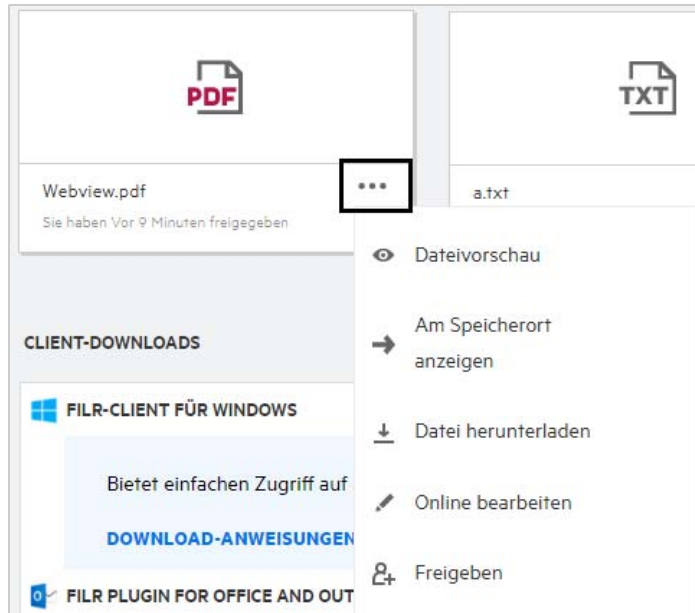 PDF
TXT
Webview.pdf
•••
a.txt
Sie haben Vor 9 Minuten freigegeben
Dateivorschau
Am Speicherort
anzeigen
CLIENT-DOWNLOADS
FILR-CLIENT FÜR WINDOWS
Datei herunterladen
Bietet einfachen Zugriff auf
Online bearbeiten
DOWNLOAD-ANWEISUNGEN
Freigeben
FILR PLUGIN FOR OFFICE AND OUT